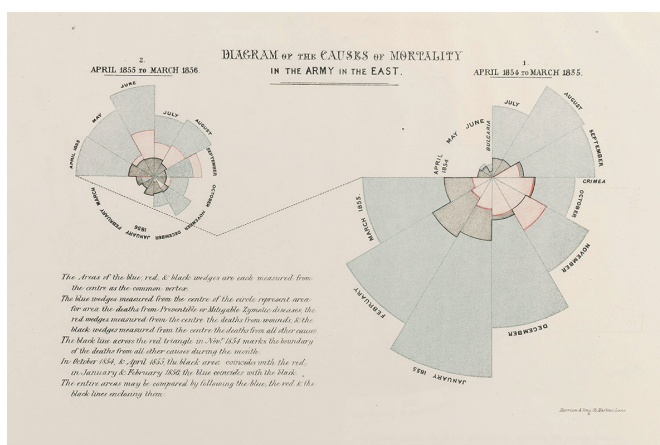 DIAGRAM OF THE CAUSES OF MORTALITY
IN THE ARMY IN THE EAST.
2.
APRIL 1855 TO MARCH 1856.
1.
APRIL 1854 TO MARCH 1855.
APRIL 1855
MAY
JUNE
JULY
AUGUST
SEPTEMBER
OCTOBER
NOVEMBER
DECEMBER
JANUARY 1856
FEBRUARY
MARCH
APRIL 1854
MAY
JUNE
BULGARIA
JULY
AUGUST
SEPTEMBER
CRIMEA
OCTOBER
NOVEMBER
DECEMBER
JANUARY 1855
FEBRUARY
MARCH 1855
The Areas of the blue, red, & black wedges are each measured from
the centre as the common vertex.
The blue wedges measured from the centre of the circle represent area
for area the deaths from Preventible or Mitigable Zymotic diseases, the
red wedges measured from the centre the deaths from wounds, & the
black wedges measured from the centre the deaths from all other causes
The black line across the red triangle in Nov.r 1854 marks the boundary
of the deaths from all other causes during the month.
In October 1854, & April 1855, the black area coincides with the red,
in January & February 1856, the blue coincides with the black.
The entire areas may be compared by following the blue, the red & the
black lines enclosing them.